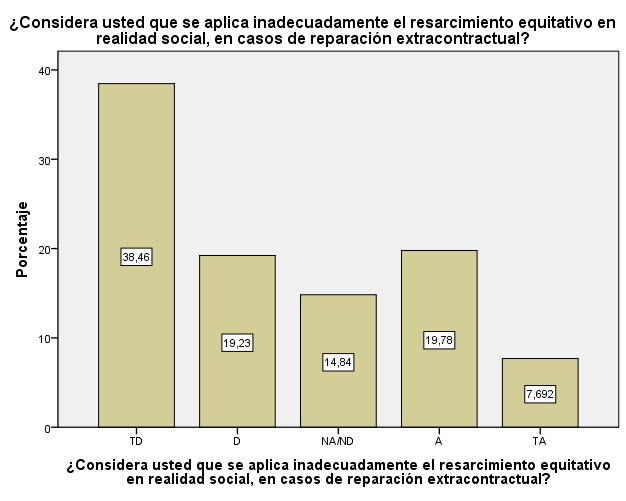 ¿Considera usted que se aplica inadecuadamente el resarcimiento equitativo en
realidad social, en casos de reparación extracontractual?
Porcentaje
40
30
20
10
0
38,46
19,23
14,84
19,78
7,692
TD
D
NA/ND
A
TA
¿Considera usted que se aplica inadecuadamente el resarcimiento equitativo
en realidad social, en casos de reparación extracontractual?